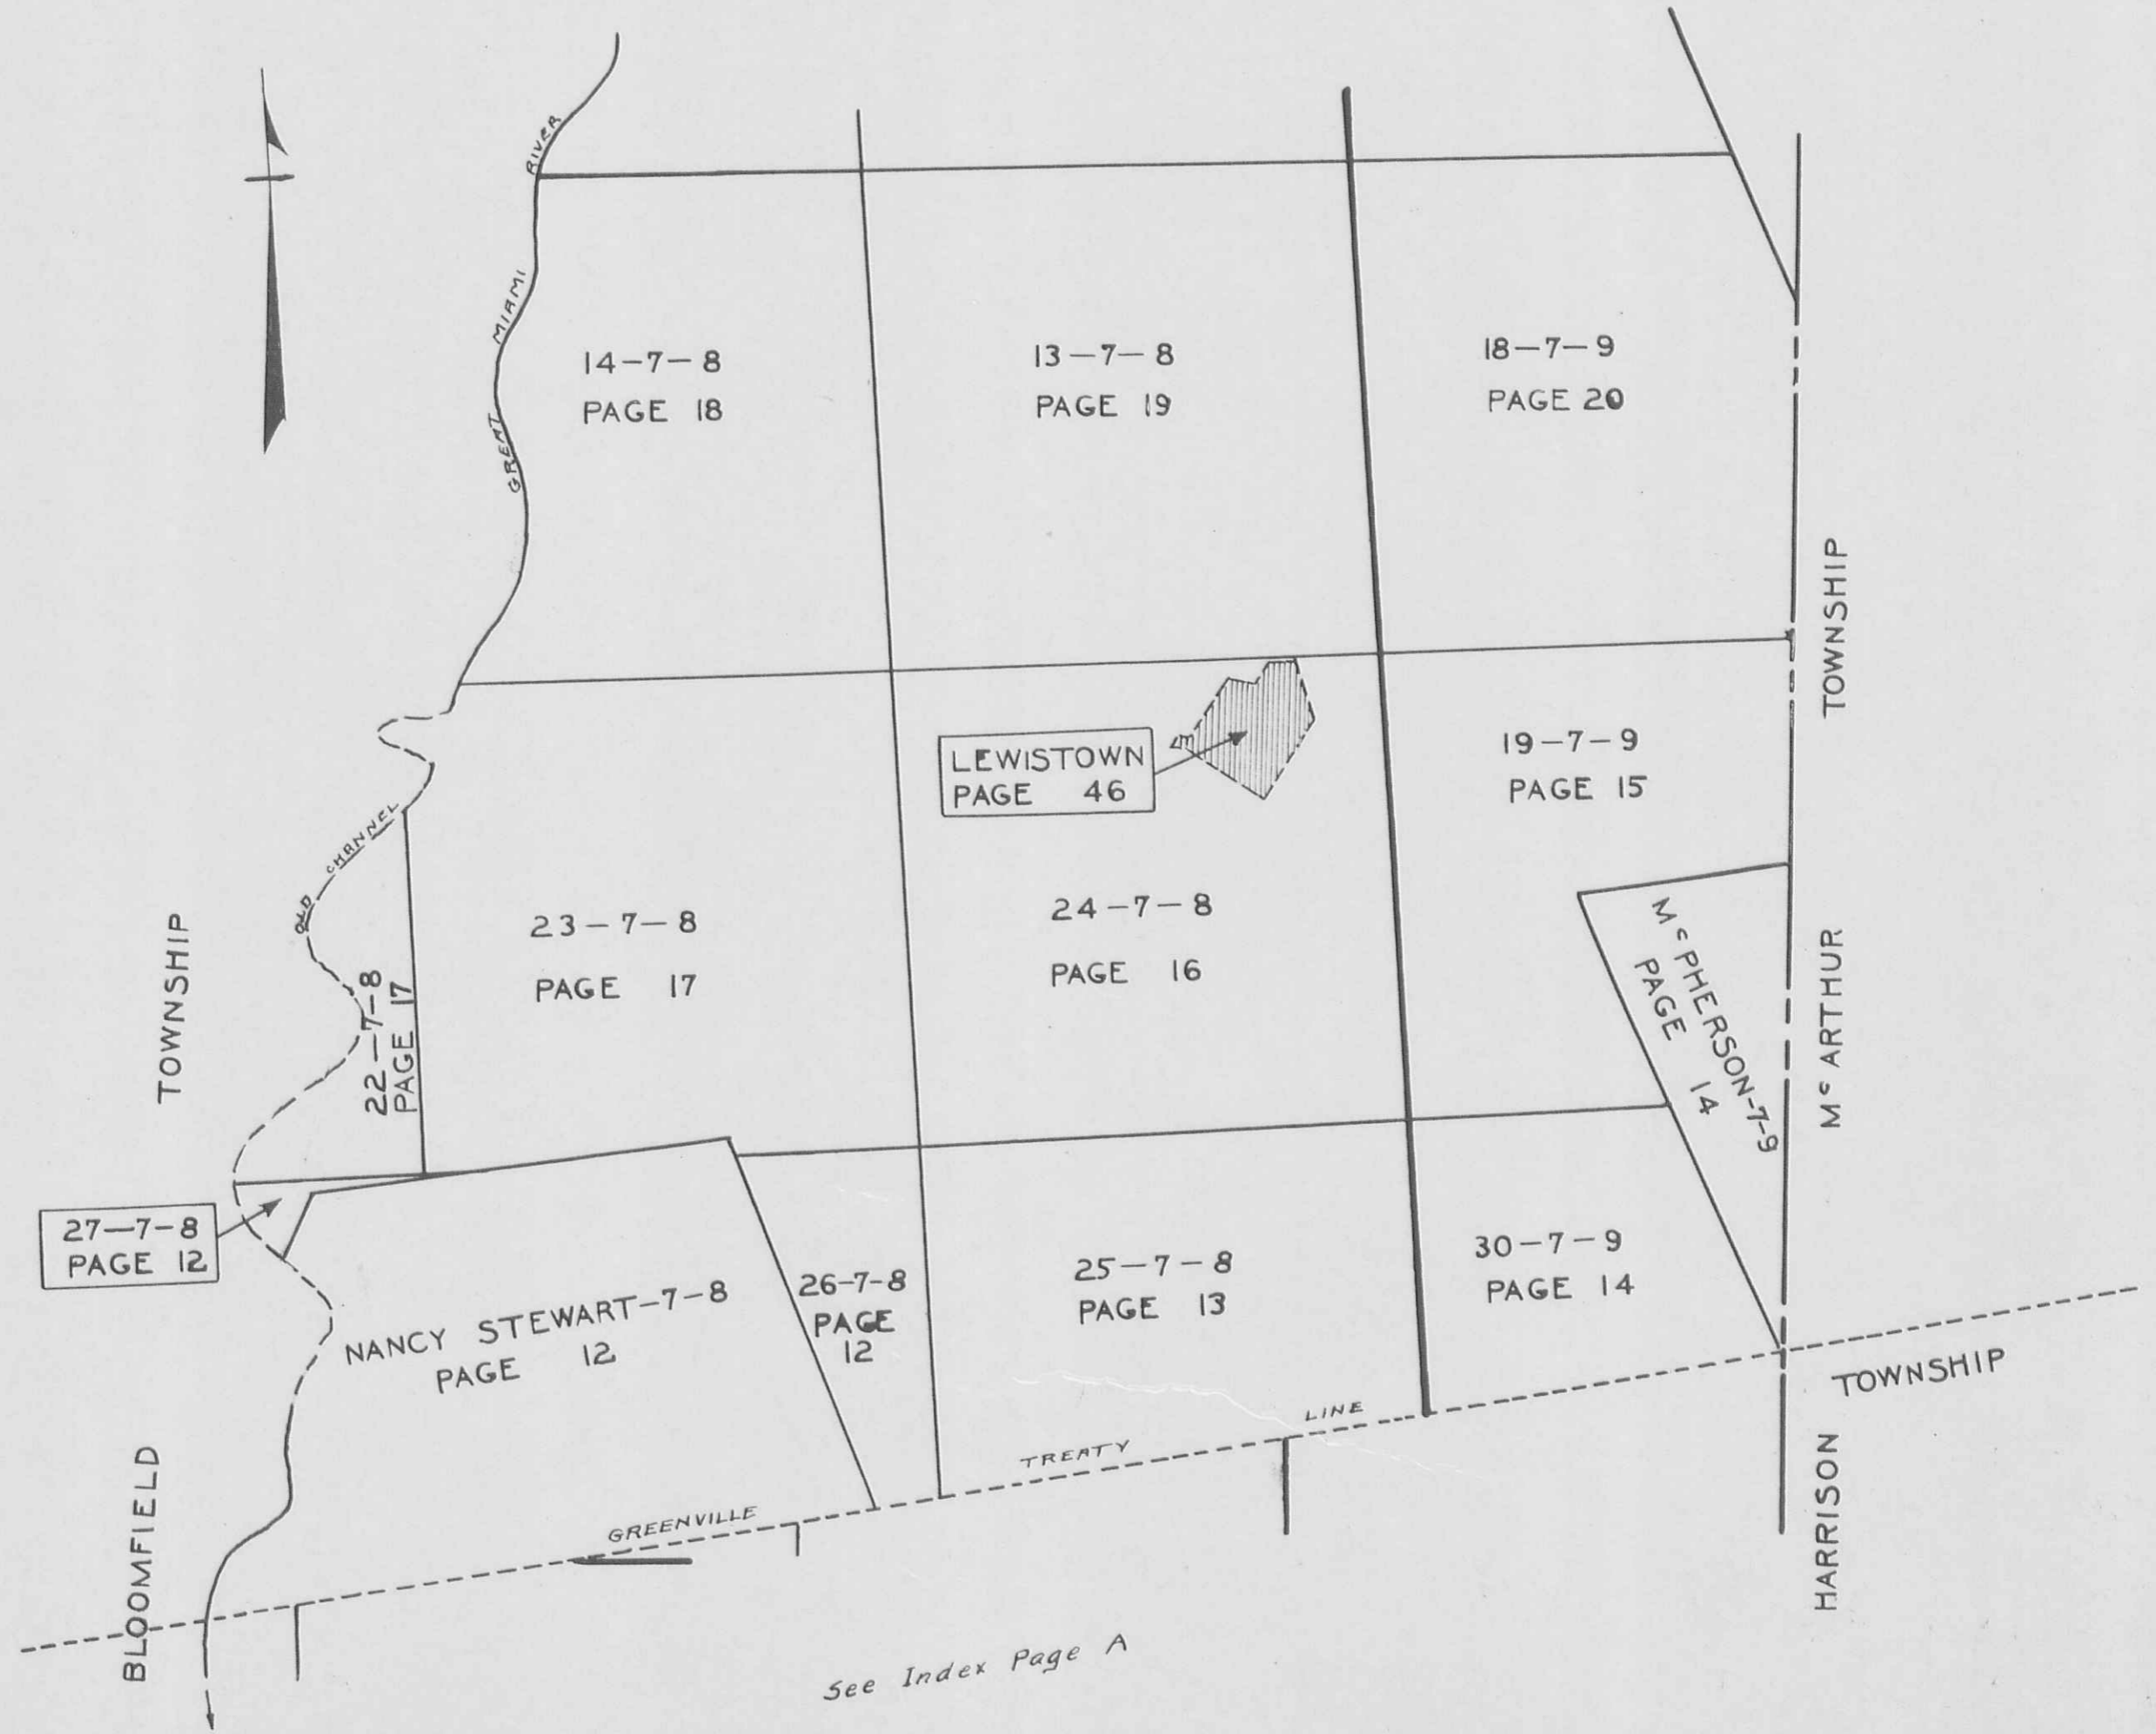 RIVER
MIAMI
GREAT
14-7-8
PAGE 18
13-7-8
PAGE 19
18-7-9
PAGE 20
TOWNSHIP
LEWISTOWN
PAGE 46
19-7-9
PAGE 15
OLD CHANNEL
TOWNSHIP
22-7-8
PAGE 17
23-7-8
PAGE 17
24-7-8
PAGE 16
McPHERSON-7-9
PAGE 14
Mc ARTHUR
27-7-8
PAGE 12
NANCY STEWART-7-8
PAGE 12
26-7-8
PAGE
12
25-7-8
PAGE 13
30-7-9
PAGE 14
GREENVILLE TREATY LINE
TOWNSHIP
BLOOMFIELD
HARRISON
See Index Page A